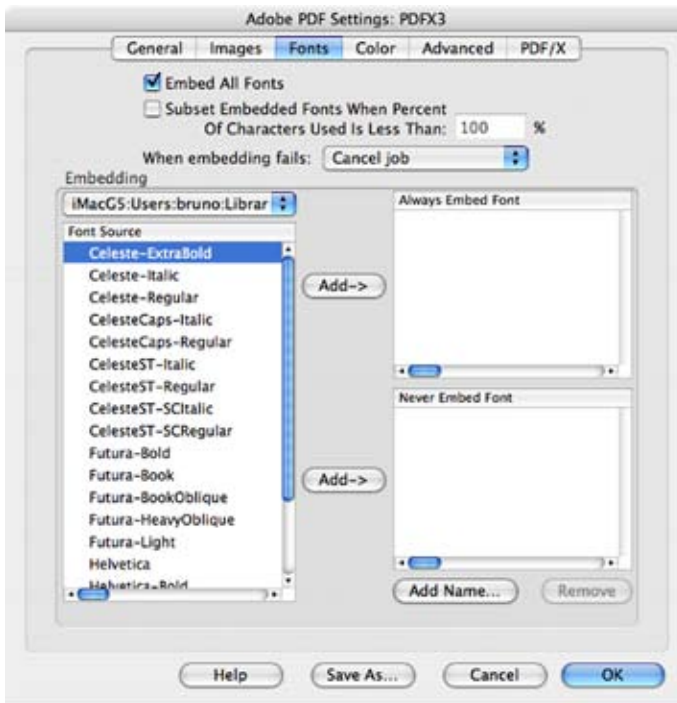 Adobe PDF Settings: PDFX3
General Images Fonts Color Advanced PDF/X
Embed All Fonts
Subset Embedded Fonts When Percent
Of Characters Used Is Less Than: 100 %
When embedding fails: Cancel job
Embedding
iMacG5:Users:bruno:Librar
Font Source
Celeste-ExtraBold
Celeste-Italic
Celeste-Regular
CelesteCaps-Italic
CelesteCaps-Regular
CelesteST-Italic
CelesteST-Regular
CelesteST-SCItalic
CelesteST-SCRegular
Futura-Bold
Futura-Book
Futura-BookOblique
Futura-HeavyOblique
Futura-Light
Helvetica
Helvetica-Bold
Add->
Add->
Always Embed Font
Never Embed Font
Add Name... Remove
Help Save As... Cancel OK